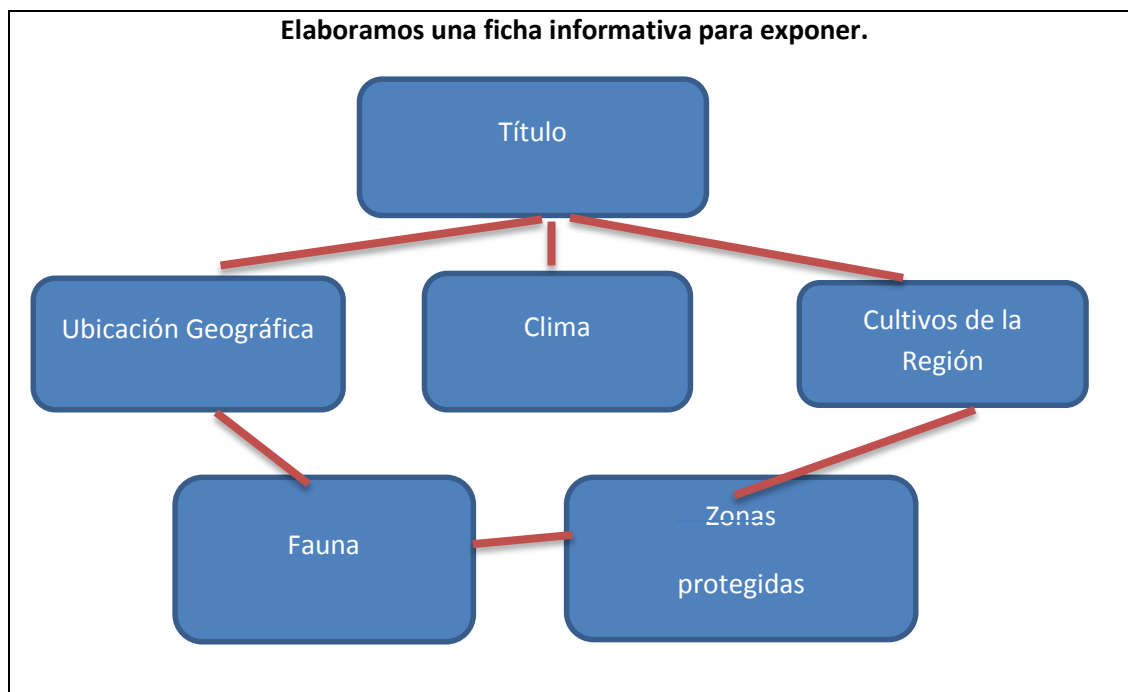 Elaboramos una ficha informativa para exponer.
Título
Ubicación Geográfica
Clima
Cultivos de la
Región
Fauna
Zonas
protegidas